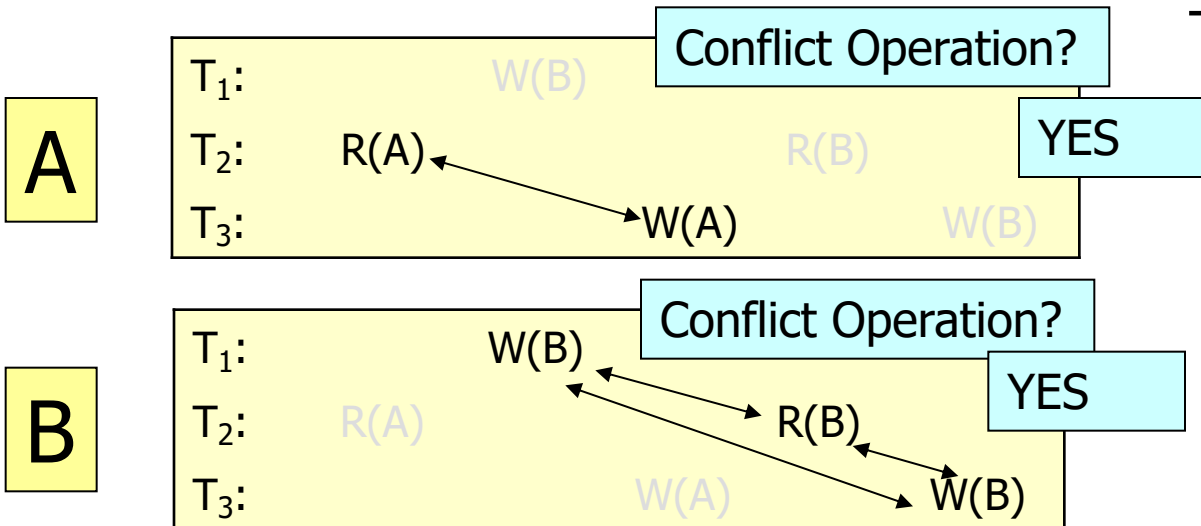 Conflict Operation?
T₁: W(B)
YES
A
T₂: R(A) R(B)
T₃: W(A) W(B)
Conflict Operation?
T₁: W(B)
YES
B
T₂: R(A) R(B)
T₃: W(A) W(B)